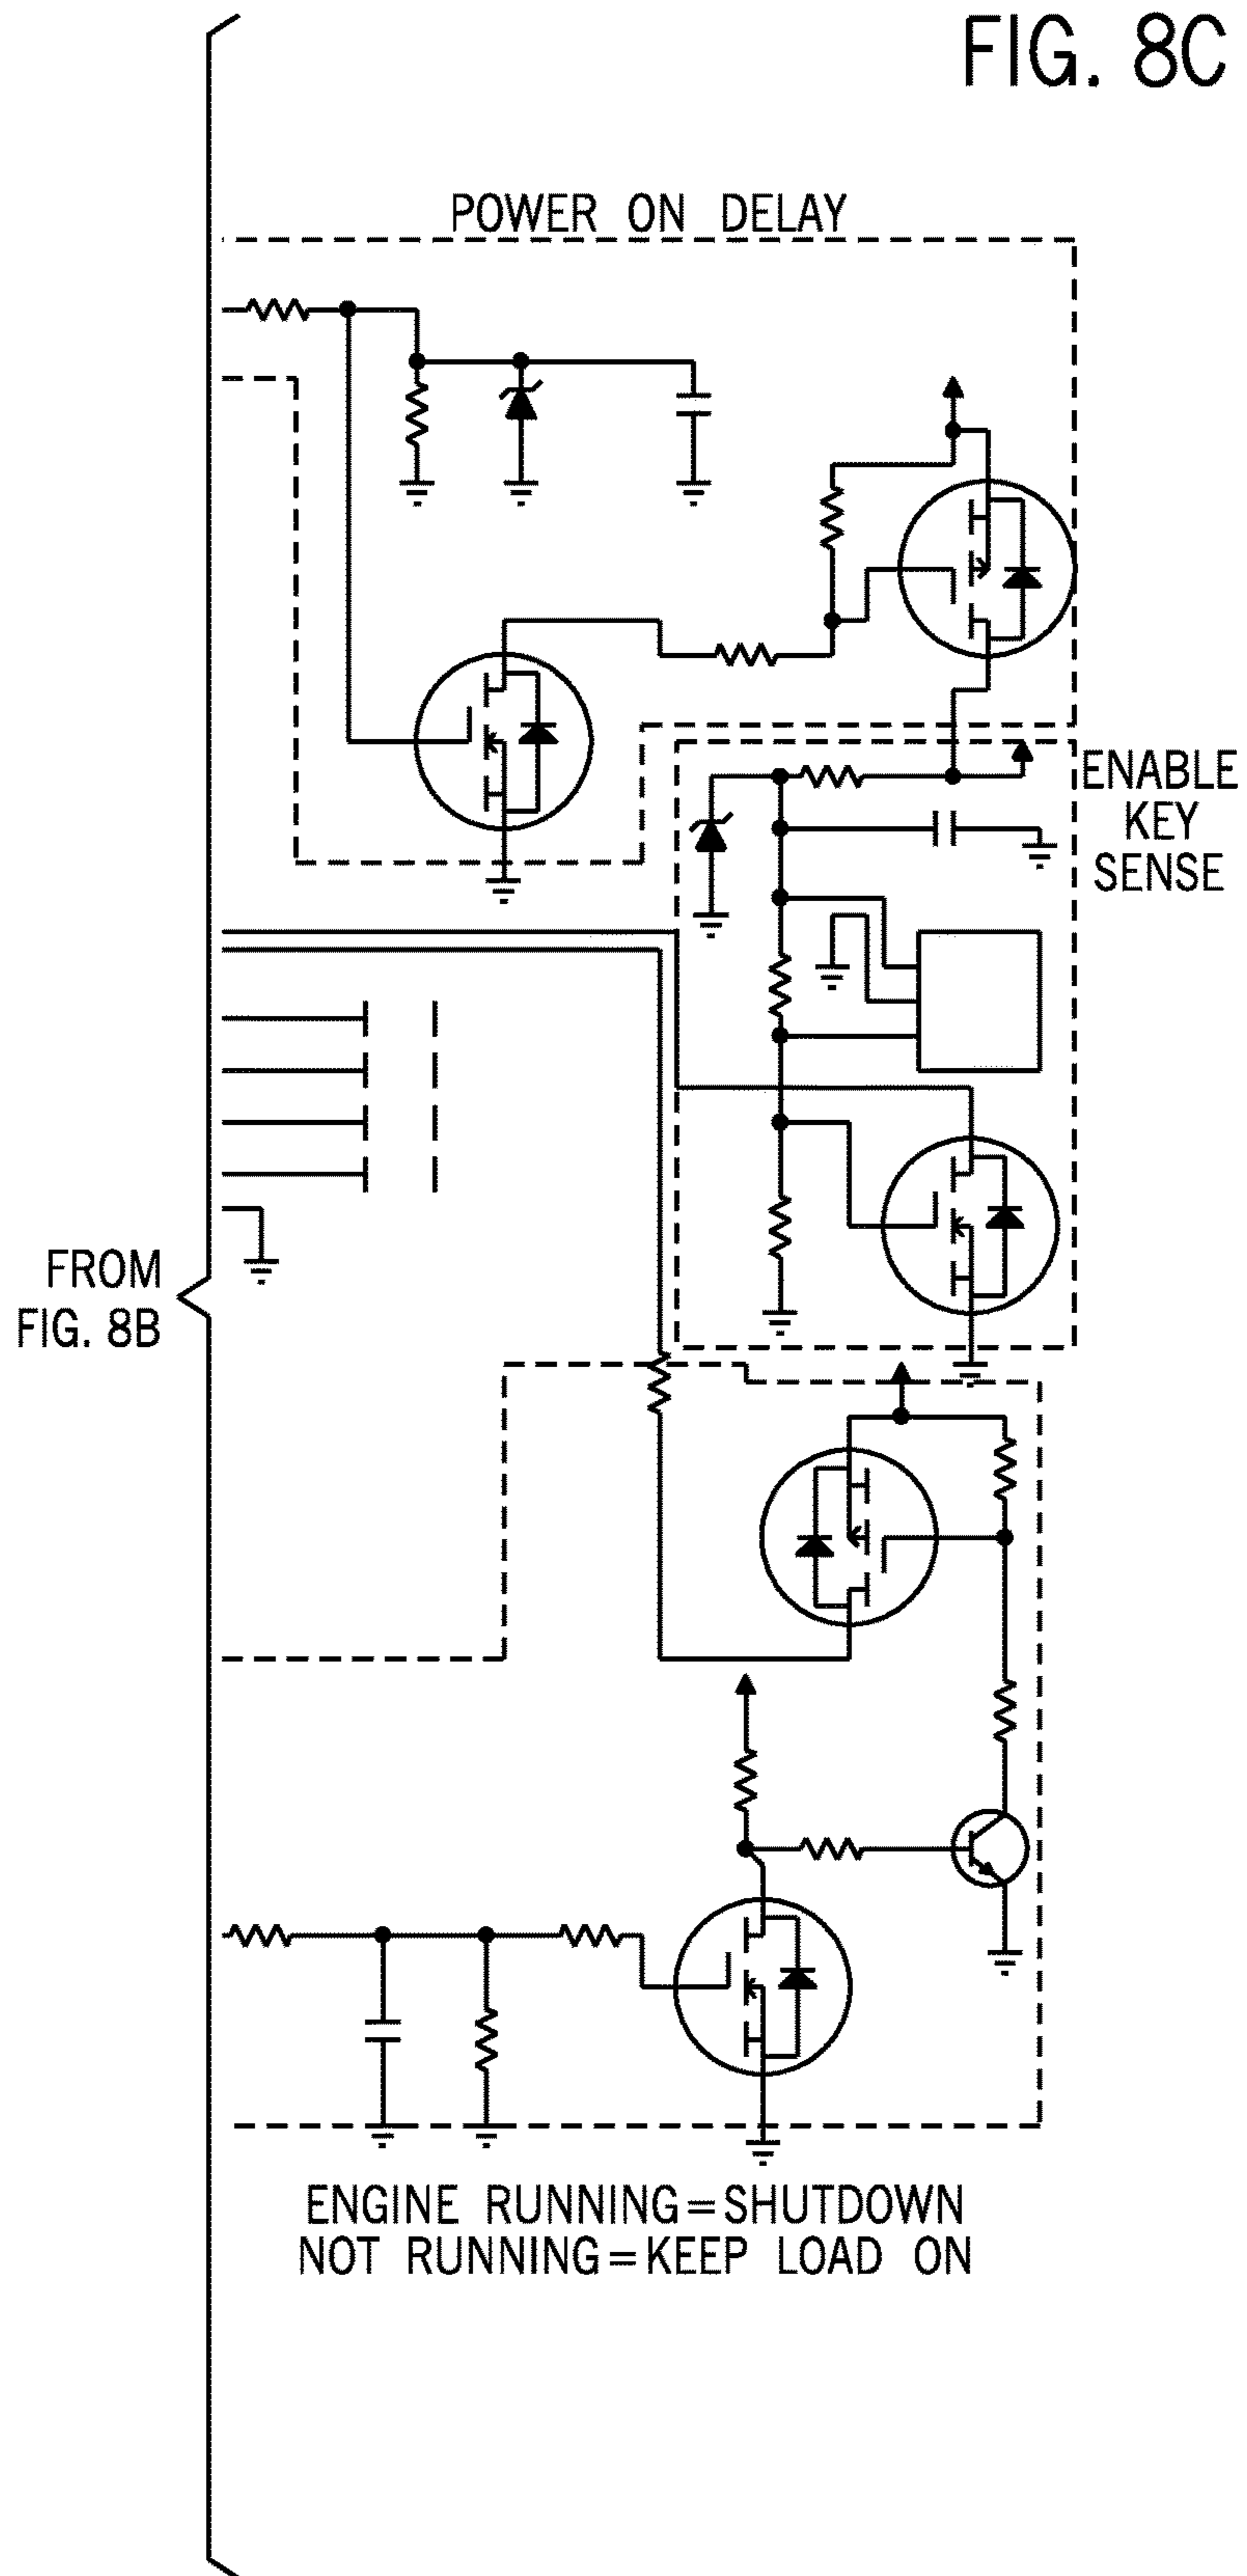 FIG. 8C
POWER ON DELAY
ENABLE
KEY
SENSE
FROM
FIG. 8B
ENGINE RUNNING=SHUTDOWN
NOT RUNNING=KEEP LOAD ON